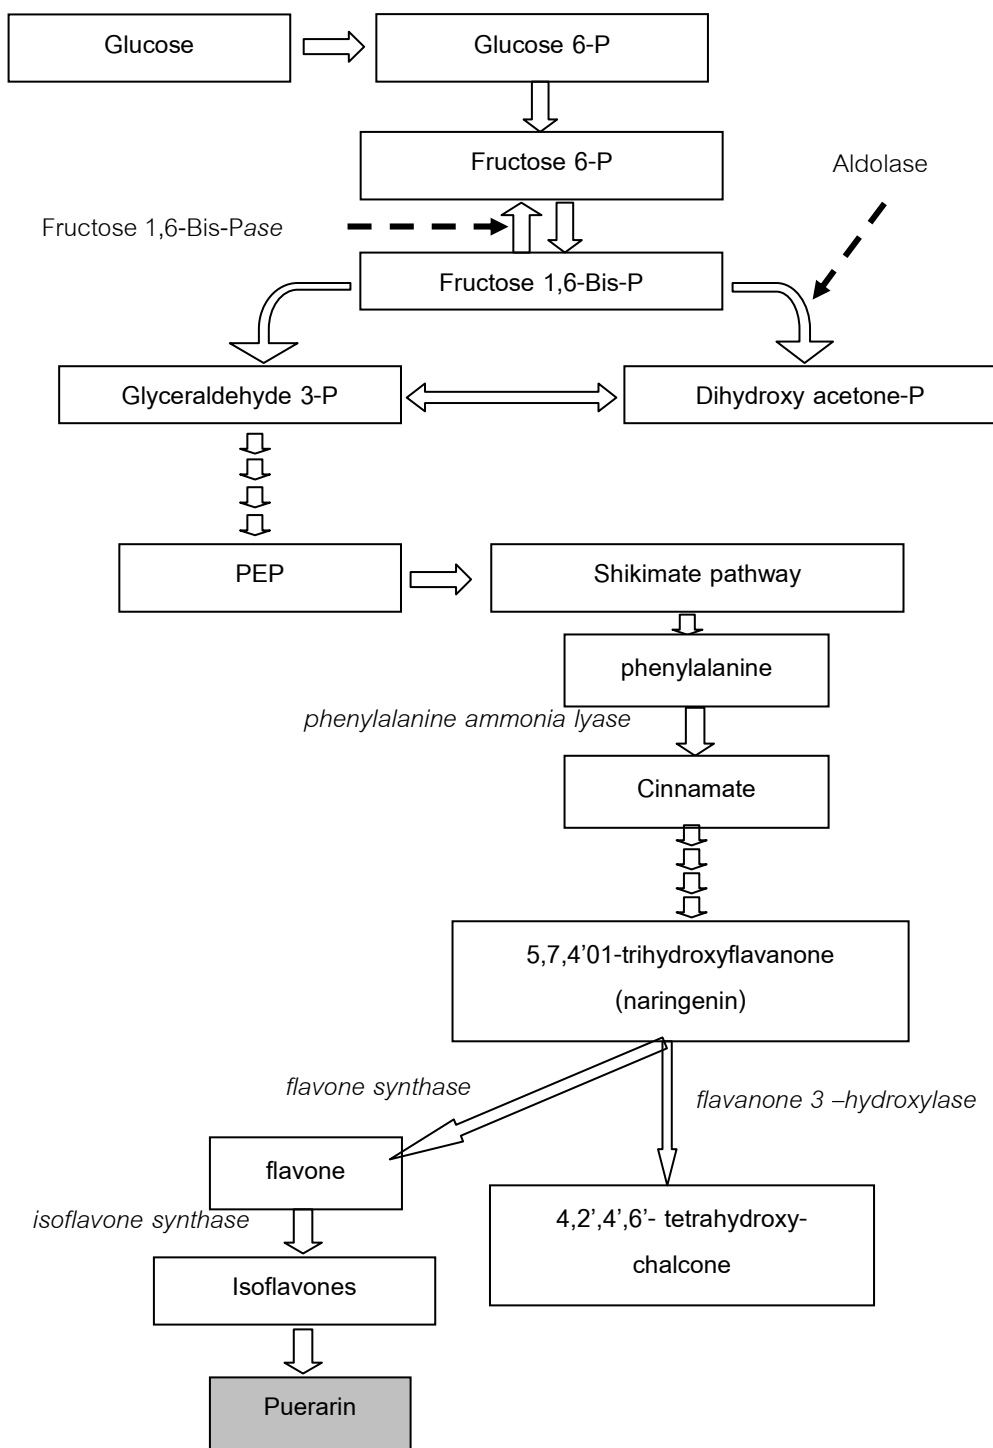 Glucose
Glucose 6-P
Fructose 6-P
Aldolase
Fructose 1,6-Bis-Pase
Fructose 1,6-Bis-P
Glyceraldehyde 3-P
Dihydroxy acetone-P
PEP
Shikimate pathway
phenylalanine
phenylalanine ammonia lyase
Cinnamate
5,7,4’01-trihydroxyflavanone
(naringenin)
flavone synthase
flavanone 3 –hydroxylase
flavone
isoflavone synthase
4,2’,4’,6’- tetrahydroxy-
chalcone
Isoflavones
Puerarin